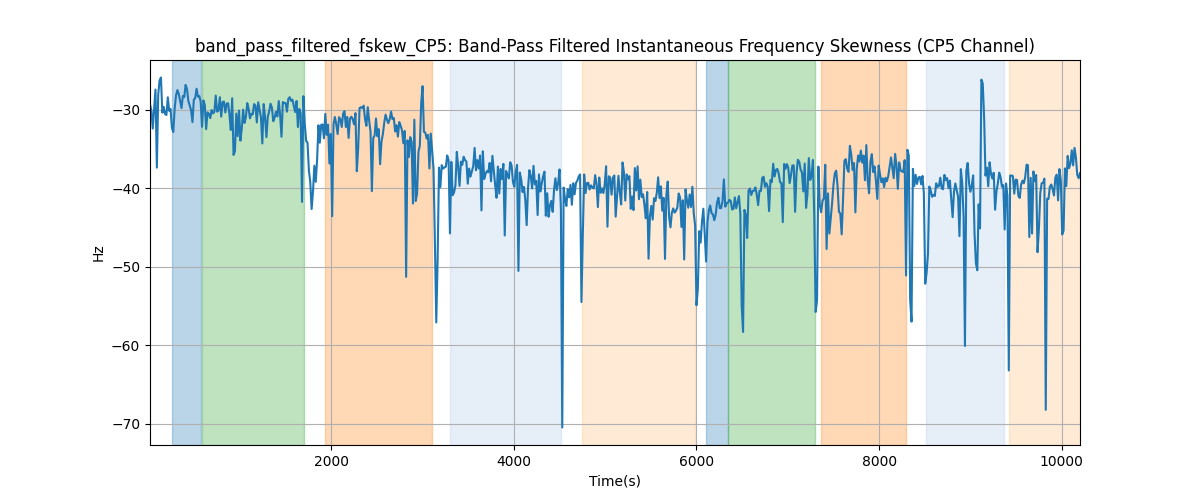 band_pass_filtered_fskew_CP5: Band-Pass Filtered Instantaneous Frequency Skewness (CP5 Channel)
−30
−40
−50
−60
−70
Hz
2000 4000 6000 8000 10000
Time(s)